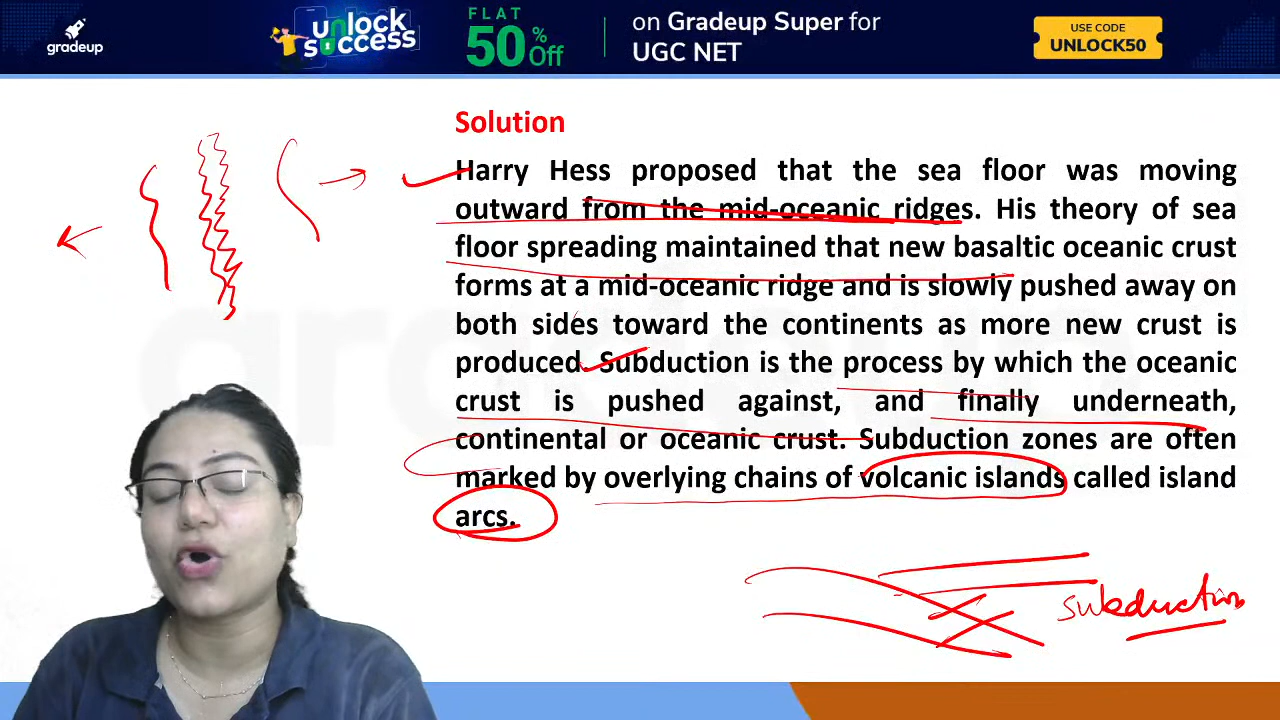 gradeup
unlock
success
FLAT
50% Off
on Gradeup Super for
UGC NET
USE CODE
UNLOCK50
Solution
Harry Hess proposed that the sea floor was moving
outward from the mid-oceanic ridges. His theory of sea
floor spreading maintained that new basaltic oceanic crust
forms at a mid-oceanic ridge and is slowly pushed away on
both sides toward the continents as more new crust is
produced. Subduction is the process by which the oceanic
crust is pushed against, and finally underneath,
continental or oceanic crust. Subduction zones are often
marked by overlying chains of volcanic islands called island
arcs.
subduction
gradeup